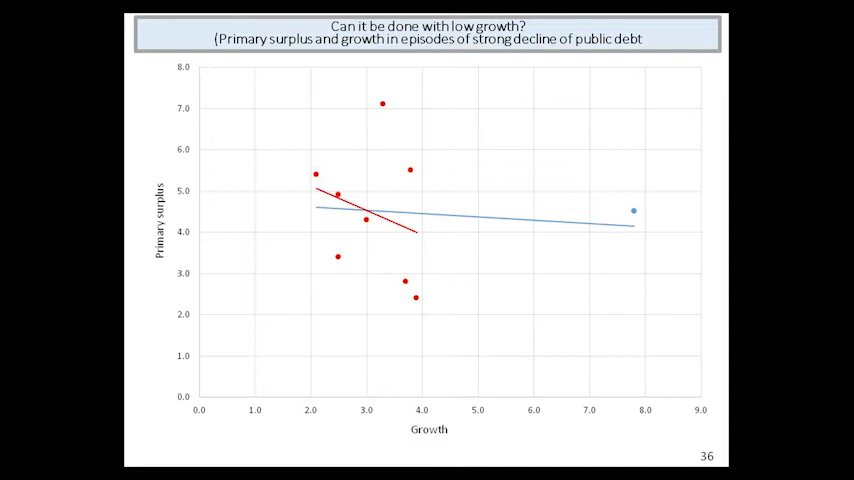 Can it be done with low growth?
(Primary surplus and growth in episodes of strong decline of public debt
8.0
7.0
6.0
5.0
4.0
3.0
2.0
1.0
0.0
Primary surplus
0.0 1.0 2.0 3.0 4.0 5.0 6.0 7.0 8.0 9.0
Growth
36